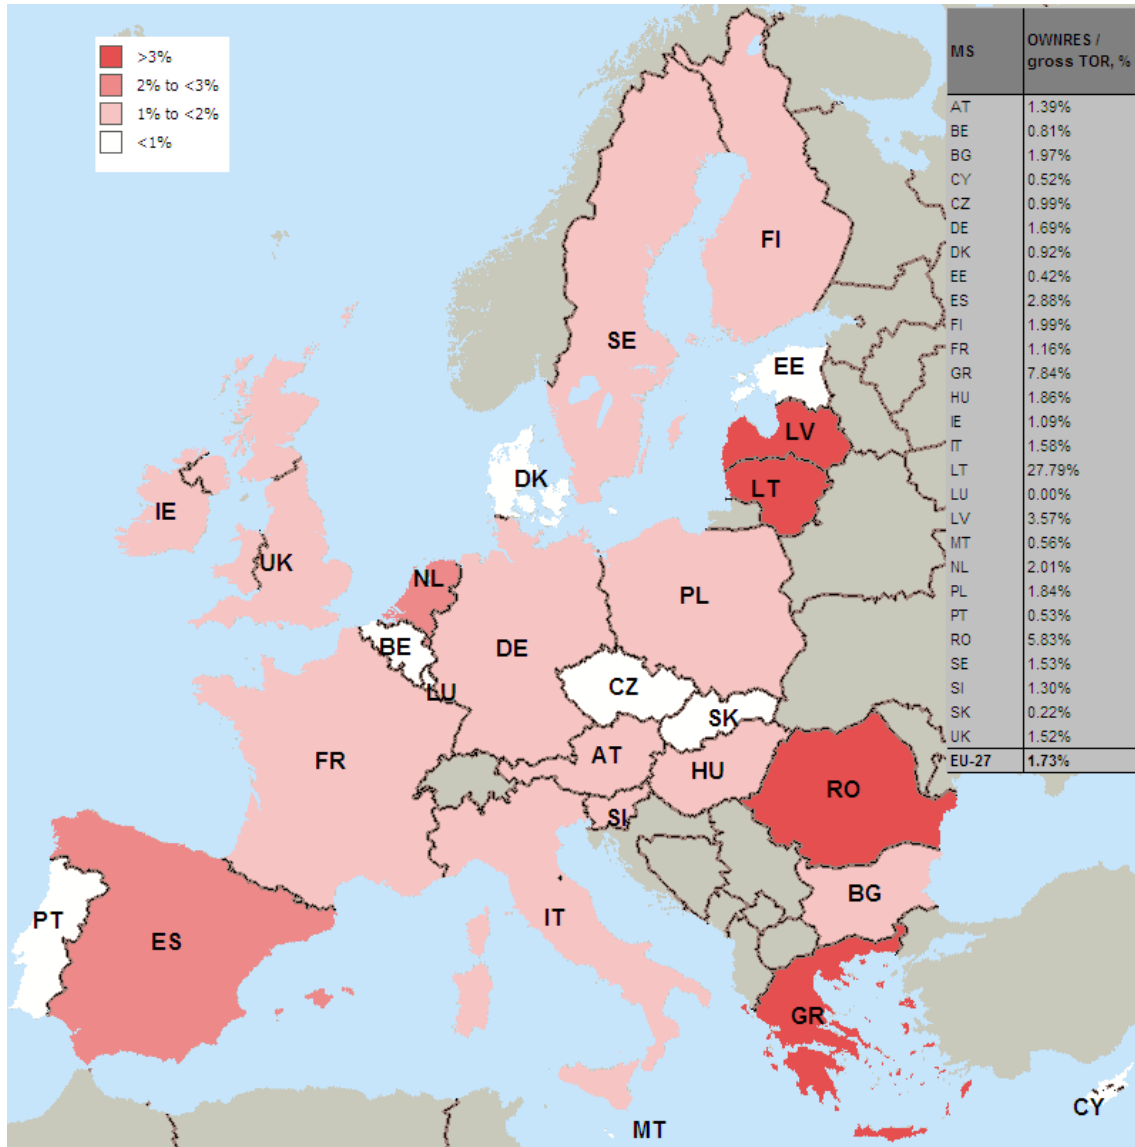 >3%
2% to <3%
1% to <2%
<1%
MS OWNRES / gross TOR, %
AT 1.39%
BE 0.81%
BG 1.97%
CY 0.52%
CZ 0.99%
DE 1.69%
DK 0.92%
EE 0.42%
ES 2.88%
FI 1.99%
FR 1.16%
GR 7.84%
HU 1.86%
IE 1.09%
IT 1.58%
LT 27.79%
LU 0.00%
LV 3.57%
MT 0.56%
NL 2.01%
PL 1.84%
PT 0.53%
RO 5.83%
SE 1.53%
SI 1.30%
SK 0.22%
UK 1.52%
EU-27 1.73%
FI
SE
EE
LV
LT
DK
IE
UK
NL
BE
LU
DE
PL
CZ
SK
AT
HU
SI
FR
RO
BG
IT
PT
ES
GR
CY
MT